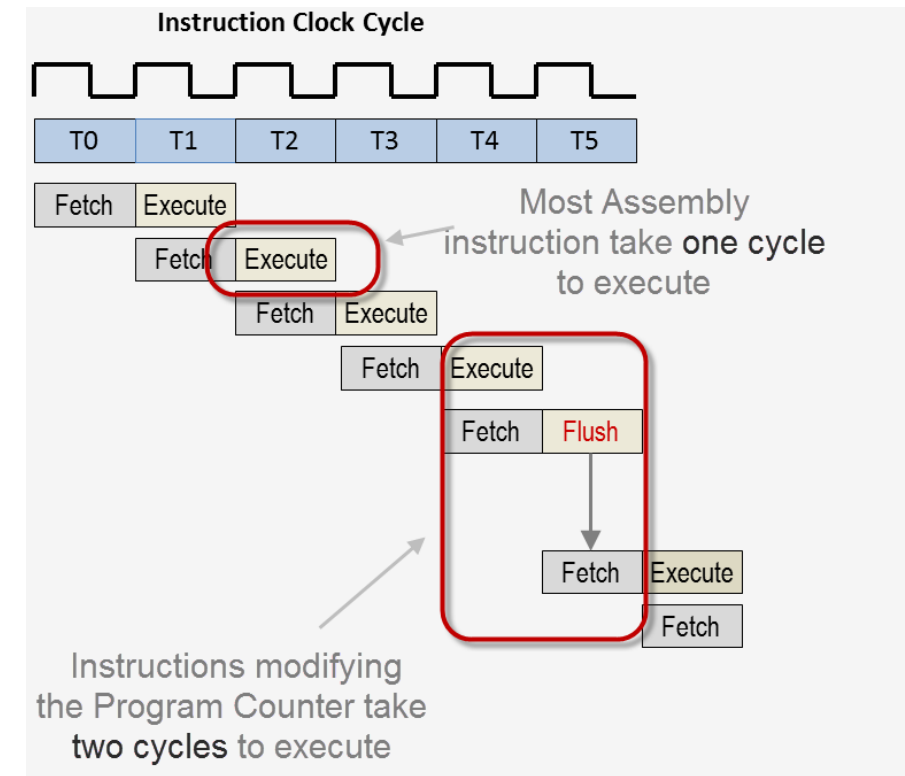 Instruction Clock Cycle
T0 T1 T2 T3 T4 T5
Fetch Execute
Most Assembly
instruction take one cycle
to execute
Fetch Execute
Fetch Execute
Fetch Execute
Fetch Flush
Fetch Execute
Fetch
Instructions modifying
the Program Counter take
two cycles to execute